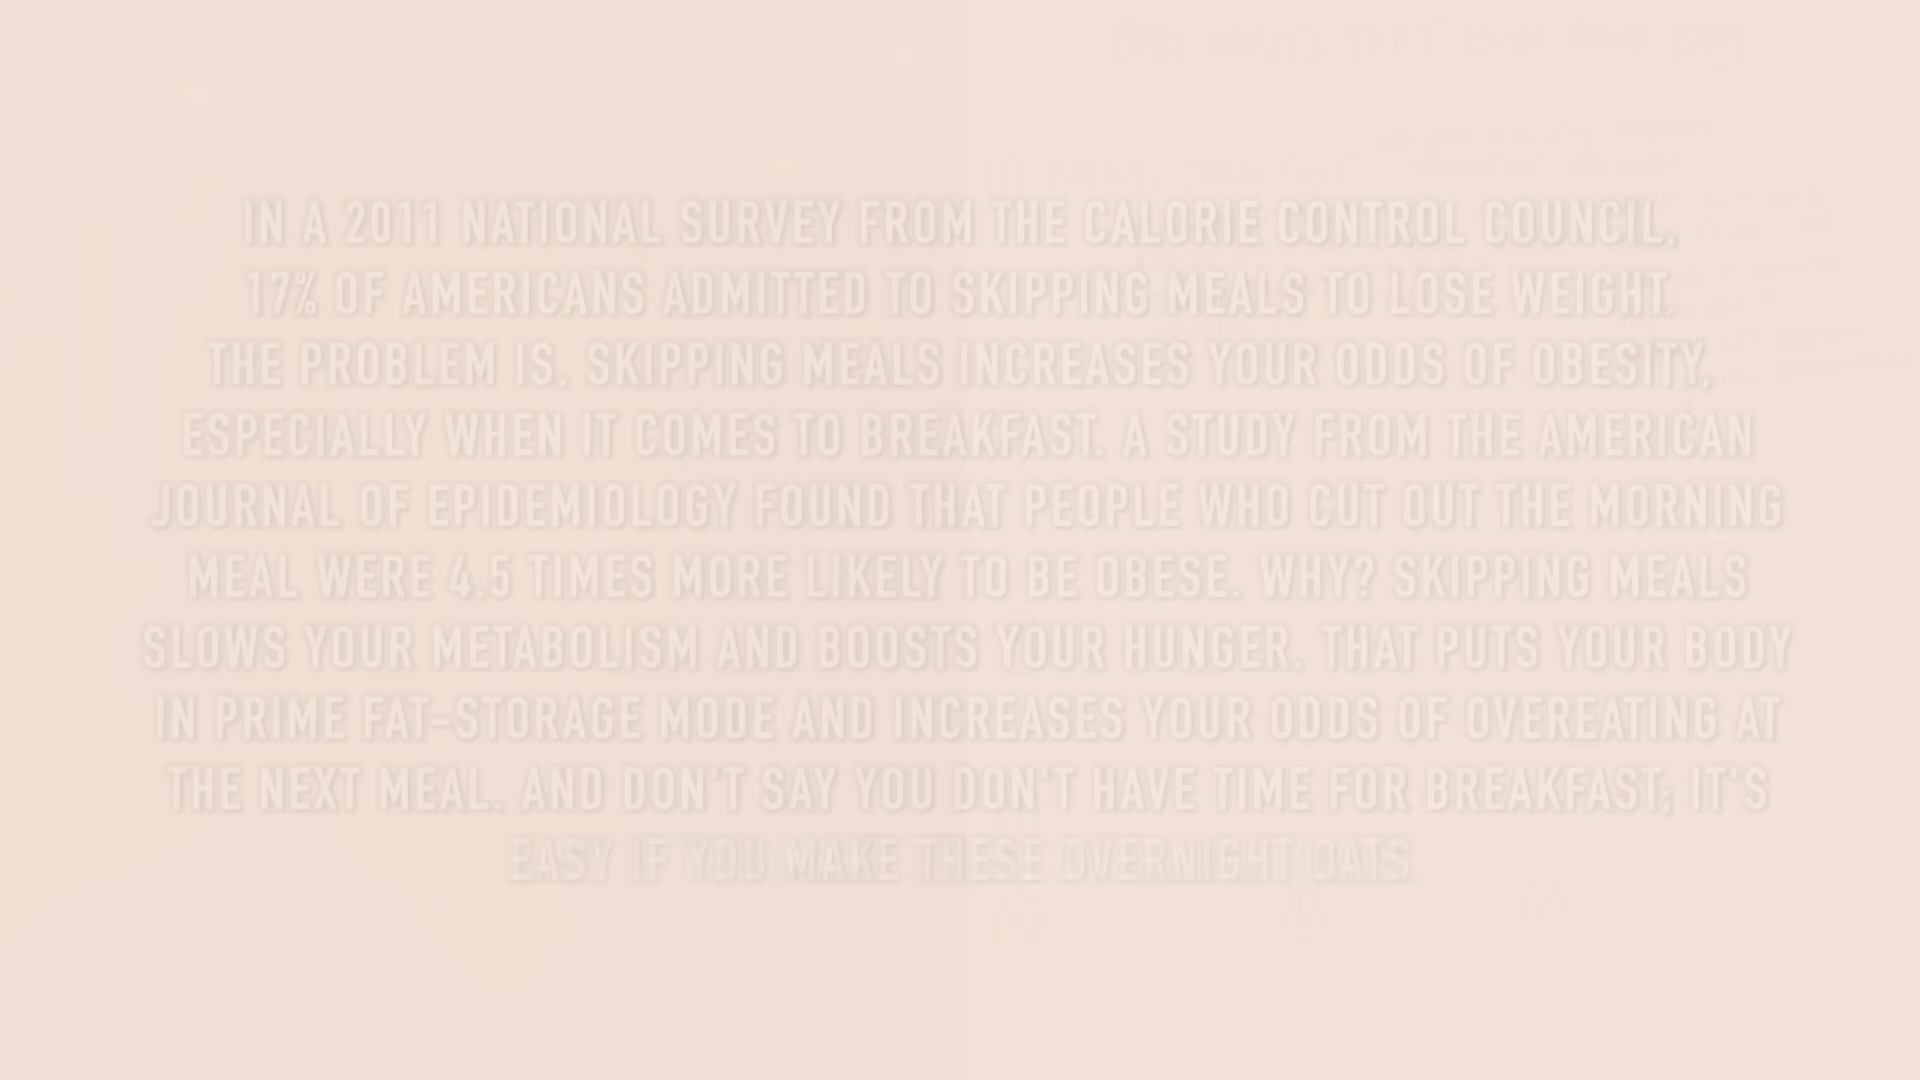 IN A 2011 NATIONAL SURVEY FROM THE CALORIE CONTROL COUNCIL,
17% OF AMERICANS ADMITTED TO SKIPPING MEALS TO LOSE WEIGHT.
THE PROBLEM IS, SKIPPING MEALS INCREASES YOUR ODDS OF OBESITY,
ESPECIALLY WHEN IT COMES TO BREAKFAST. A STUDY FROM THE AMERICAN
JOURNAL OF EPIDEMIOLOGY FOUND THAT PEOPLE WHO CUT OUT THE MORNING
MEAL WERE 4.5 TIMES MORE LIKELY TO BE OBESE. WHY? SKIPPING MEALS
SLOWS YOUR METABOLISM AND BOOSTS YOUR HUNGER. THAT PUTS YOUR BODY
IN PRIME FAT-STORAGE MODE AND INCREASES YOUR ODDS OF OVEREATING AT
THE NEXT MEAL. AND DON'T SAY YOU DON'T HAVE TIME FOR BREAKFAST; IT'S
EASY IF YOU MAKE THESE OVERNIGHT OATS.